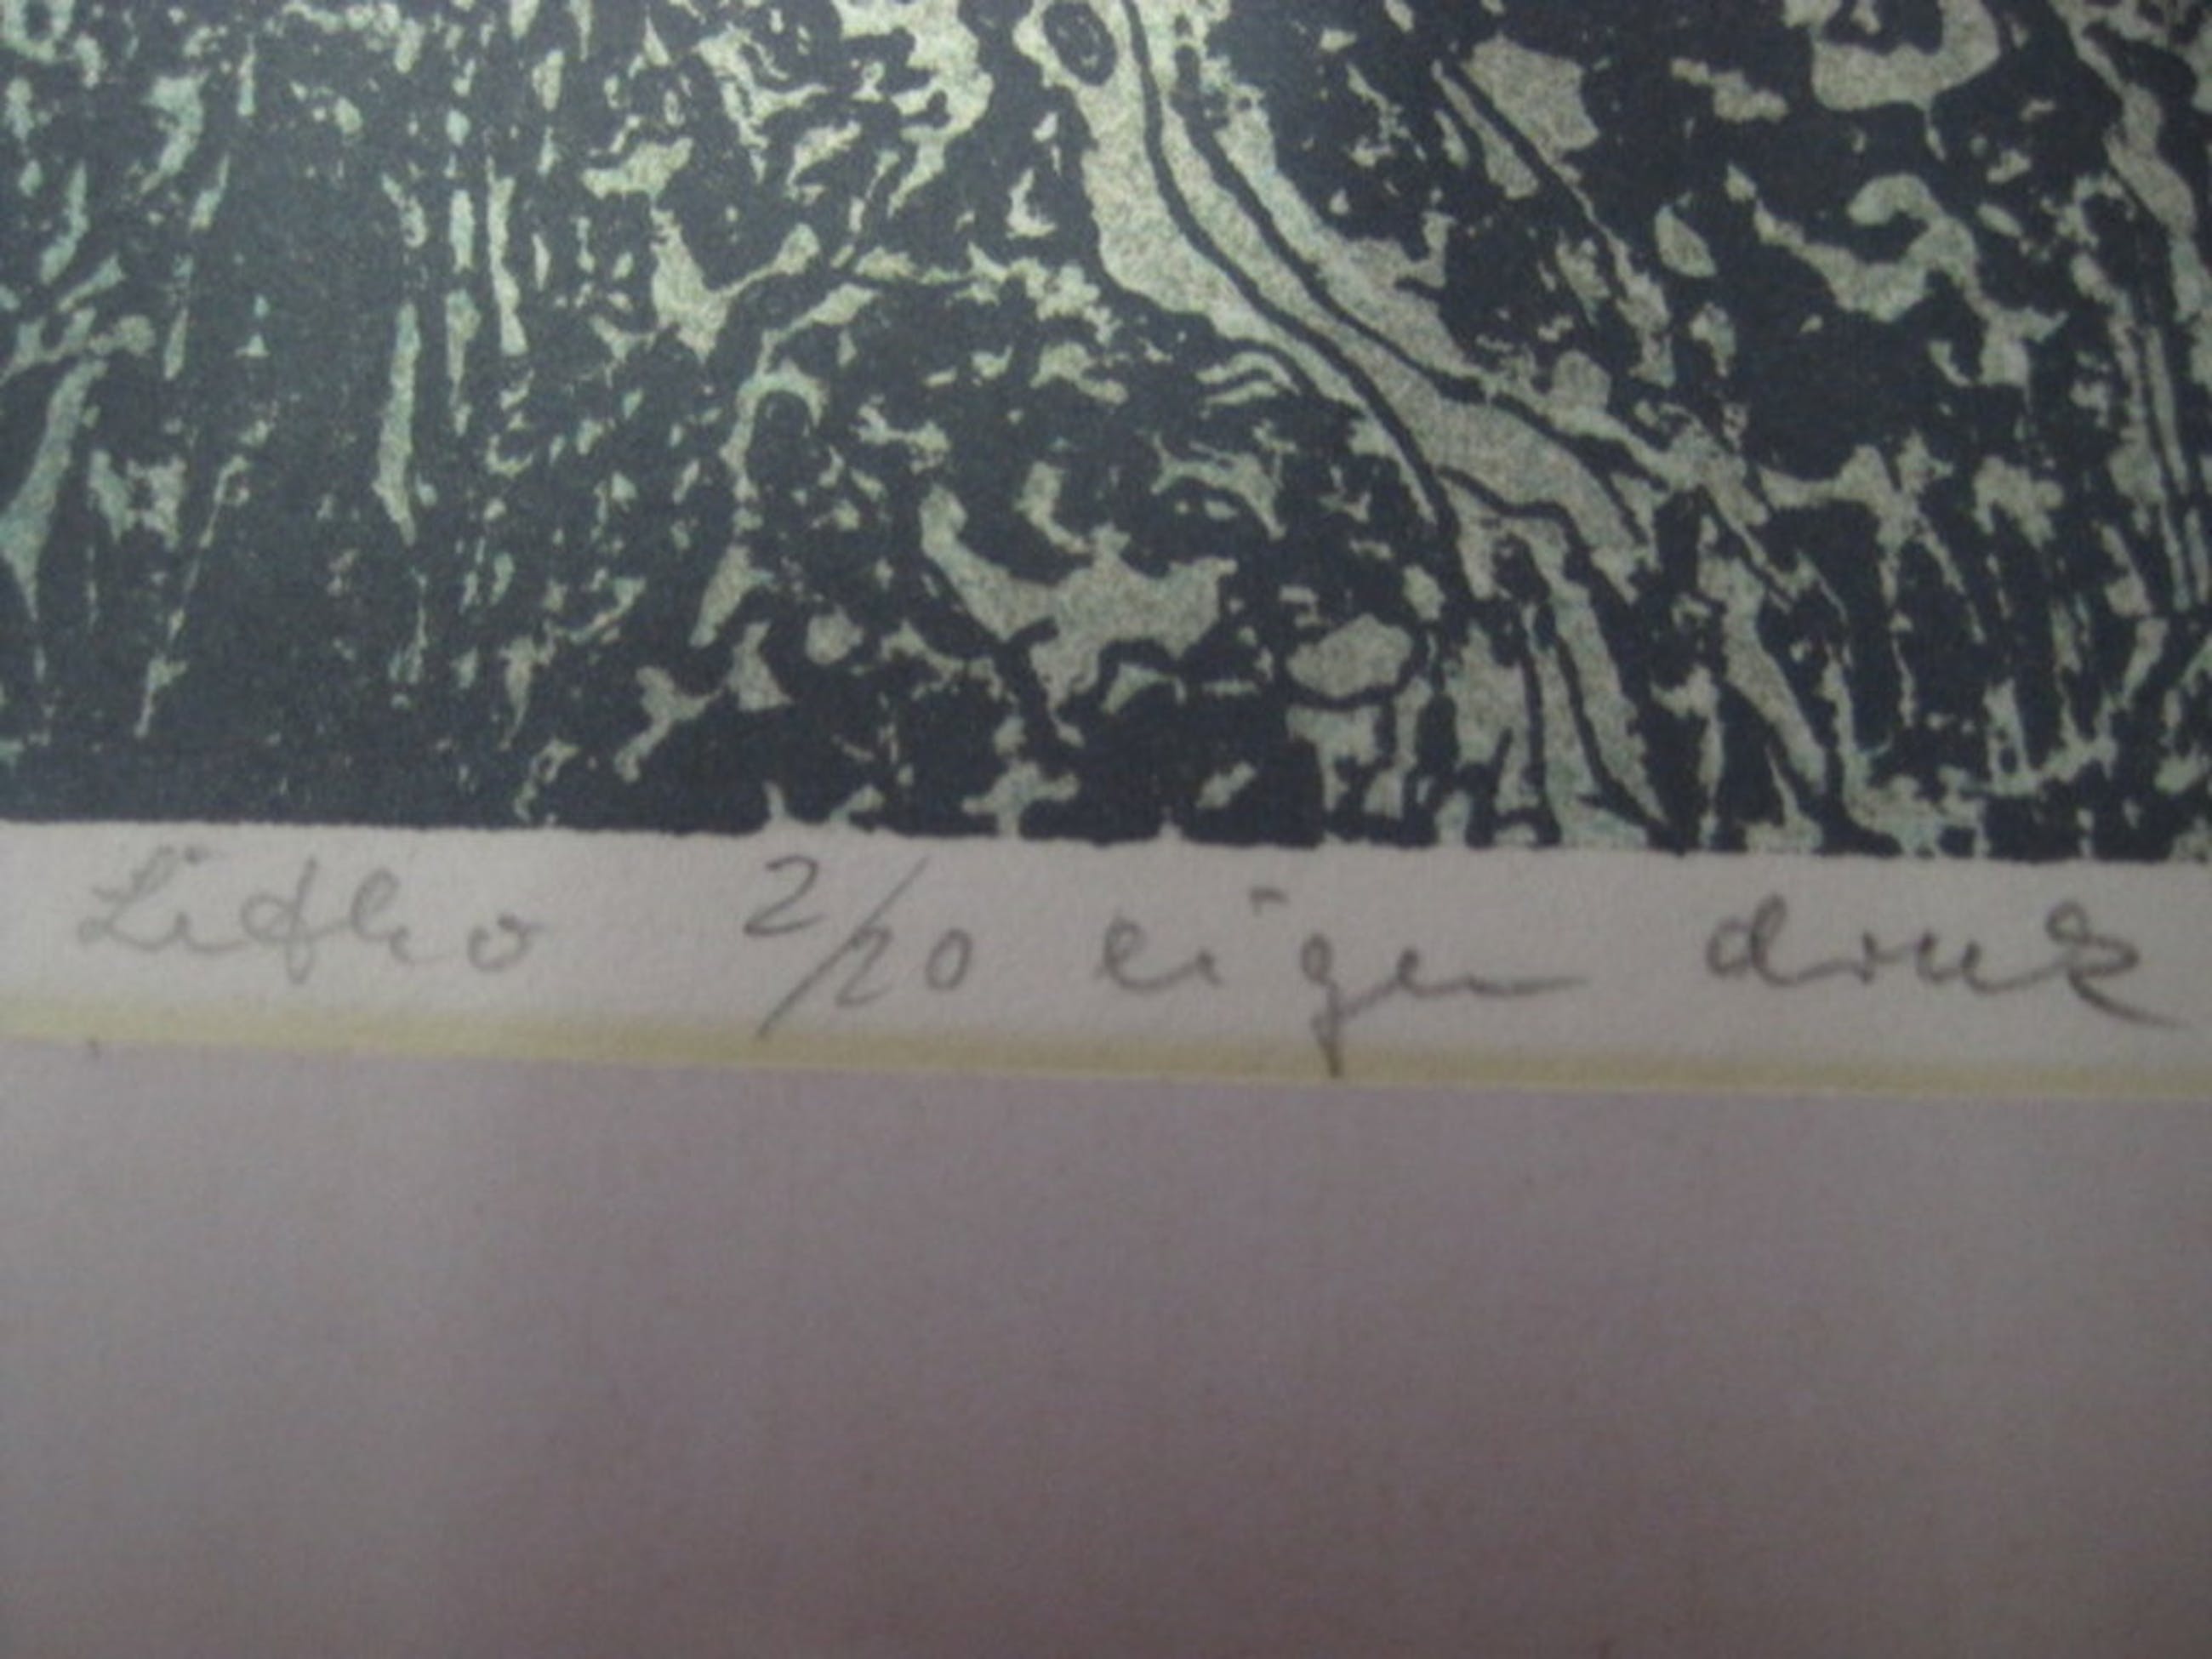 Litho 2/20 eigen druk